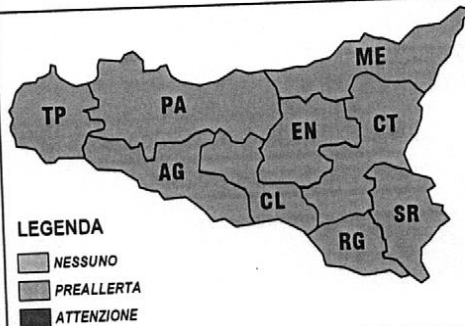 ME
TP
PA
EN
CT
AG
CL
SR
RG
LEGENDA
NESSUNO
PREALLERTA
ATTENZIONE